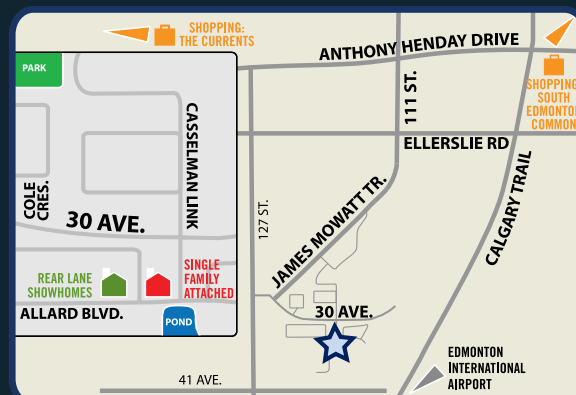 SHOPPING:
THE CURRENTS
ANTHONY HENDAY DRIVE
PARK
111 ST.
SHOPPING:
SOUTH
EDMONTON
COMMON
CASSELMAN LINK
ELLERSLIE RD
COLE
CRES.
30 AVE.
127 ST.
JAMES MOWATT TR.
CALGARY TRAIL
REAR LANE
SHOWHOMES
SINGLE
FAMILY
ATTACHED
ALLARD BLVD.
POND
30 AVE.
41 AVE.
EDMONTON
INTERNATIONAL
AIRPORT